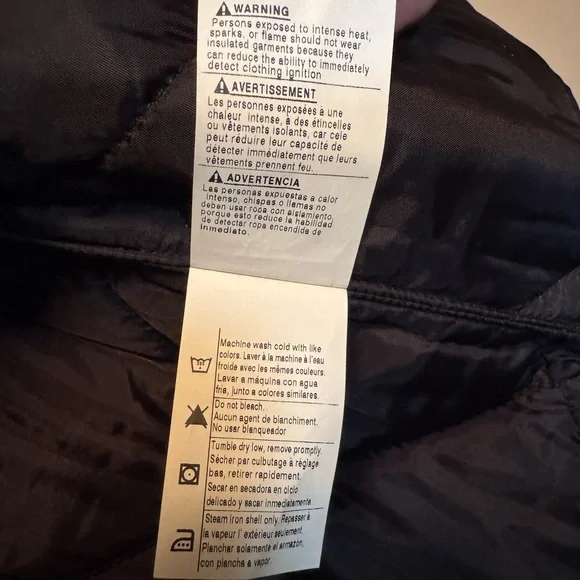 WARNING
Persons exposed to intense heat,
sparks, or flame should not wear
insulated garments because they
can reduce the ability to immediately
detect clothing ignition
AVERTISSEMENT
Les personnes exposées à une
chaleur intense, à des étincelles
ou vêtements isolants, car cele
peut réduire leur capacité de
détecter immédiatement que leurs
vêtements prennent feu.
ADVERTENCIA
Las personas expuestas a calor
intenso, chispas o llamas no
deben usar ropa con aislamiento,
porque esto reduce la habilidad
de detectar ropa encendida de
inmediato.
Machine wash cold with like
colors. Laver à la machine à l'eau
froide avec les mêmes couleurs.
Lavar a máquina con agua
fria, junto a colores similares.
Do not bleach.
Aucun agent de blanchiment.
No usar blanqueador
Tumble dry low, remove promptly.
Sécher par culbutage à réglage
bas, retirer rapidement.
Secar en secadora en ciclo
delicado y sacar inmediatamente.
Steam iron shell only. Repasser à
la vapeur l' extérieur seulement.
Planchar solamente el armazon,
con plancha a vapor.